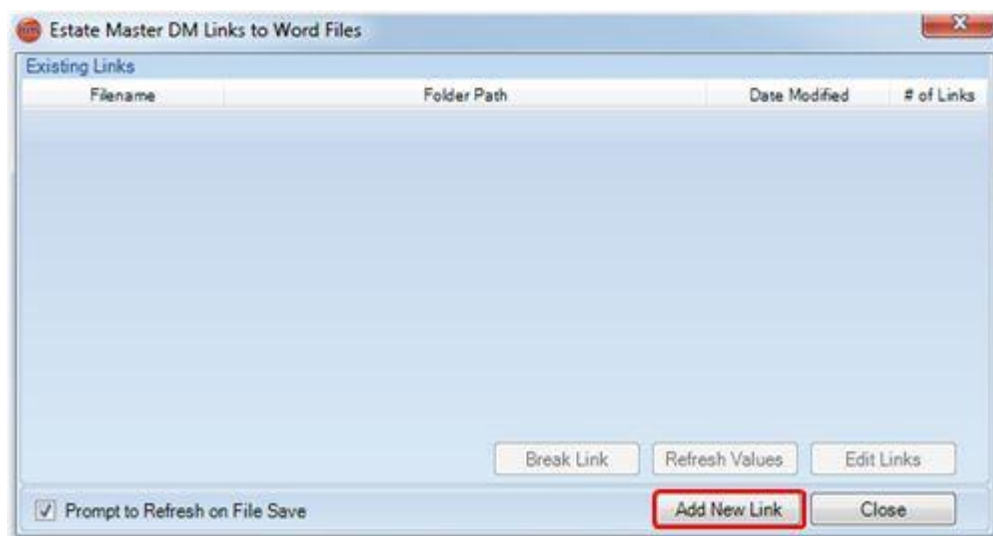 Estate Master DM Links to Word Files
Existing Links
Filename Folder Path Date Modified # of Links
Break Link Refresh Values Edit Links
Prompt to Refresh on File Save Add New Link Close